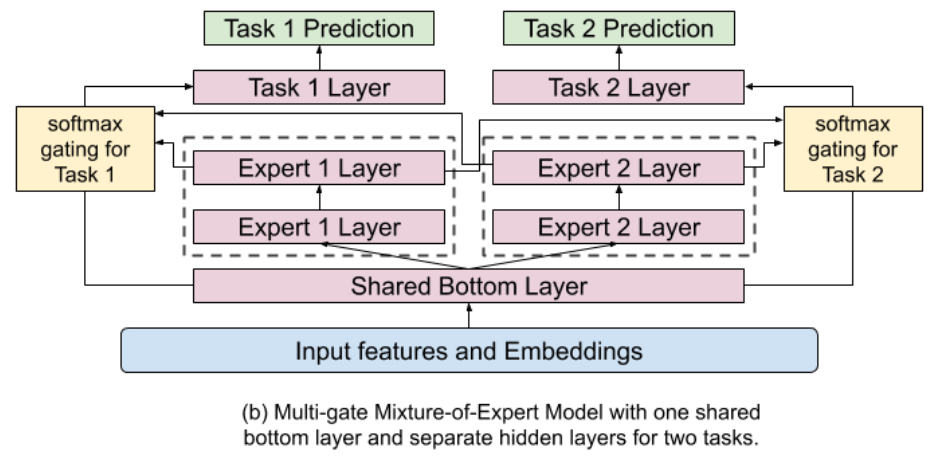 Task 1 Prediction
Task 2 Prediction
Task 1 Layer
Task 2 Layer
softmax
gating for
Task 1
Expert 1 Layer
Expert 2 Layer
softmax
gating for
Task 2
Expert 1 Layer
Expert 2 Layer
Shared Bottom Layer
Input features and Embeddings
(b) Multi-gate Mixture-of-Expert Model with one shared
bottom layer and separate hidden layers for two tasks.